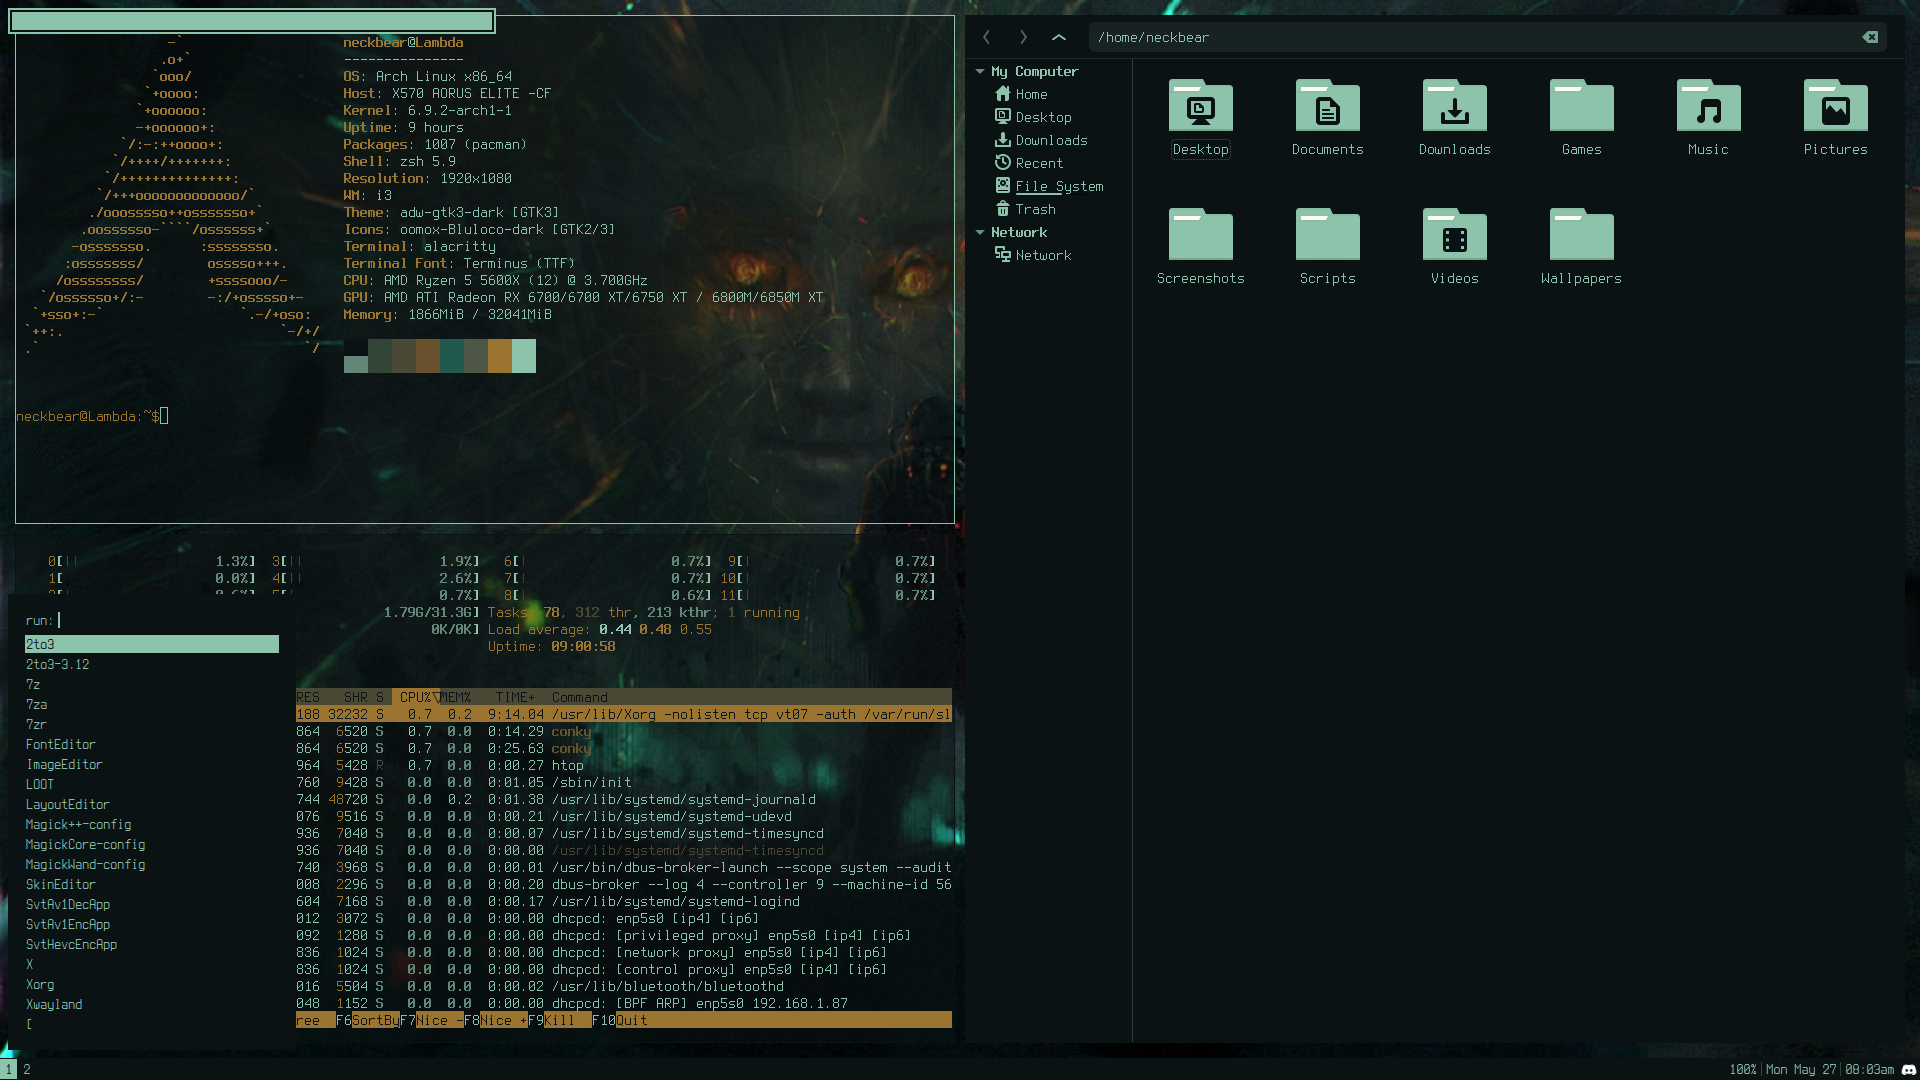 neckbear@Lambda
---------------
OS: Arch Linux x86_64
Host: X570 AORUS ELITE -CF
Kernel: 6.9.2-arch1-1
Uptime: 9 hours
Packages: 1007 (pacman)
Shell: zsh 5.9
Resolution: 1920x1080
WM: i3
Theme: adw-gtk3-dark [GTK3]
Icons: oomox-Bluloco-dark [GTK2/3]
Terminal: alacritty
Terminal Font: Terminus (TTF)
CPU: AMD Ryzen 5 5600X (12) @ 3.700GHz
GPU: AMD ATI Radeon RX 6700/6700 XT/6750 XT / 6800M/6850M XT
Memory: 1866MiB / 32041MiB
neckbear@Lambda:~$
0[|| 1.3%] 3[|| 1.9%] 6[| 0.7%] 9[| 0.7%]
1[ 0.0%] 4[|| 2.6%] 7[| 0.7%] 10[| 0.7%]
0.7%] 8[| 0.6%] 11[| 0.7%]
1.79G/31.3G] Tasks: 78, 312 thr, 213 kthr; 1 running
0K/0K] Load average: 0.44 0.48 0.55
Uptime: 09:00:58
RES SHR S CPU%▽MEM% TIME+ Command
188 32232 S 0.7 0.2 9:14.04 /usr/lib/Xorg -nolisten tcp vt07 -auth /var/run/sl
864 6520 S 0.7 0.0 0:14.29 conky
864 6520 S 0.7 0.0 0:25.63 conky
964 5428 R 0.7 0.0 0:00.27 htop
760 9428 S 0.0 0.0 0:01.05 /sbin/init
744 48720 S 0.0 0.2 0:01.38 /usr/lib/systemd/systemd-journald
076 9516 S 0.0 0.0 0:00.21 /usr/lib/systemd/systemd-udevd
936 7040 S 0.0 0.0 0:00.07 /usr/lib/systemd/systemd-timesyncd
936 7040 S 0.0 0.0 0:00.00 /usr/lib/systemd/systemd-timesyncd
740 3968 S 0.0 0.0 0:00.01 /usr/bin/dbus-broker-launch --scope system --audit
008 2296 S 0.0 0.0 0:00.20 dbus-broker --log 4 --controller 9 --machine-id 56
604 7168 S 0.0 0.0 0:00.17 /usr/lib/systemd/systemd-logind
012 3072 S 0.0 0.0 0:00.00 dhcpcd: enp5s0 [ip4] [ip6]
092 1280 S 0.0 0.0 0:00.00 dhcpcd: [privileged proxy] enp5s0 [ip4] [ip6]
836 1024 S 0.0 0.0 0:00.00 dhcpcd: [network proxy] enp5s0 [ip4] [ip6]
836 1024 S 0.0 0.0 0:00.00 dhcpcd: [control proxy] enp5s0 [ip4] [ip6]
016 5504 S 0.0 0.0 0:00.02 /usr/lib/bluetooth/bluetoothd
048 1152 S 0.0 0.0 0:00.00 dhcpcd: [BPF ARP] enp5s0 192.168.1.87
ree F6SortByF7Nice -F8Nice +F9Kill F10Quit
run:
2to3
2to3-3.12
7z
7za
7zr
FontEditor
ImageEditor
LOOT
LayoutEditor
Magick++-config
MagickCore-config
MagickWand-config
SkinEditor
SvtAv1DecApp
SvtAv1EncApp
SvtHevcEncApp
X
Xorg
Xwayland
[
/home/neckbear
My Computer
Home
Desktop
Downloads
Recent
File System
Trash
Network
Network
Desktop
Documents
Downloads
Games
Music
Pictures
Screenshots
Scripts
Videos
Wallpapers
1 2
100% Mon May 27 08:03am